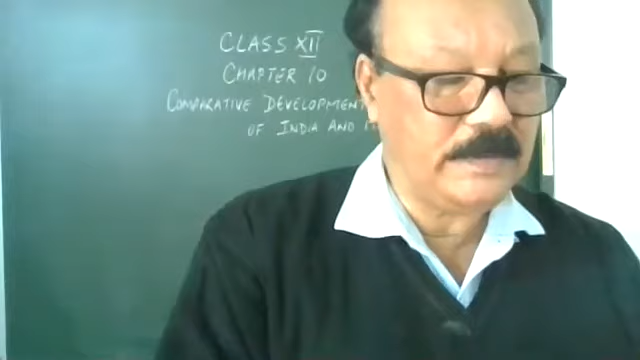 CLASS XII
CHAPTER 10
COMPARATIVE DEVELOPMENT
OF INDIA AND